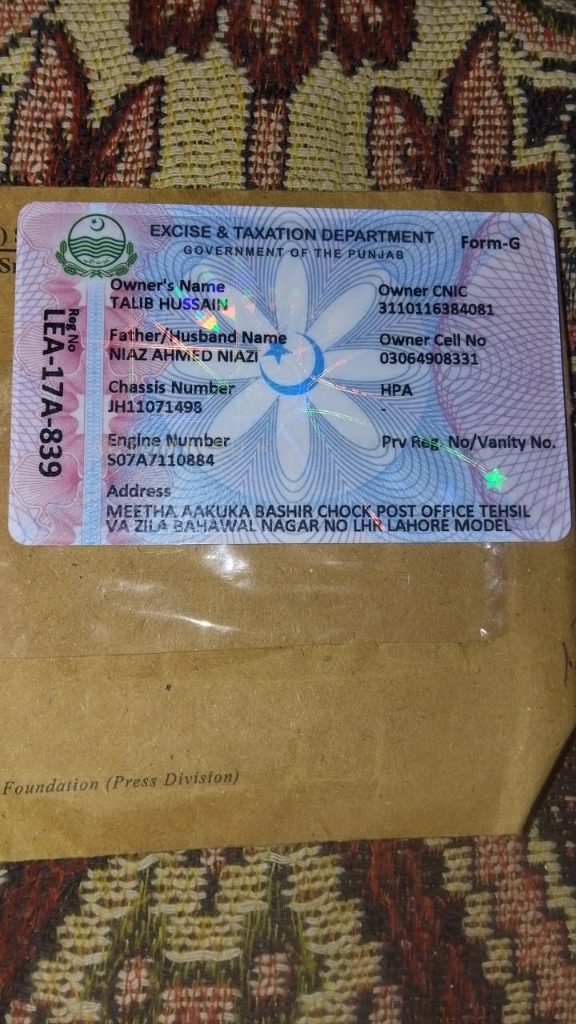 EXCISE & TAXATION DEPARTMENT
GOVERNMENT OF THE PUNJAB
Form-G
Reg No
LEA-17A-839
Owner's Name
TALIB HUSSAIN
Owner CNIC
3110116384081
Father/Husband Name
NIAZ AHMED NIAZI
Owner Cell No
03064908331
Chassis Number
JH11071498
HPA
-
Engine Number
S07A7110884
Prv Reg. No/Vanity No.
Address
MEETHA AAKUKA BASHIR CHOCK POST OFFICE TEHSIL
VA ZILA BAHAWAL NAGAR NO LHR LAHORE MODEL
Foundation (Press Division)